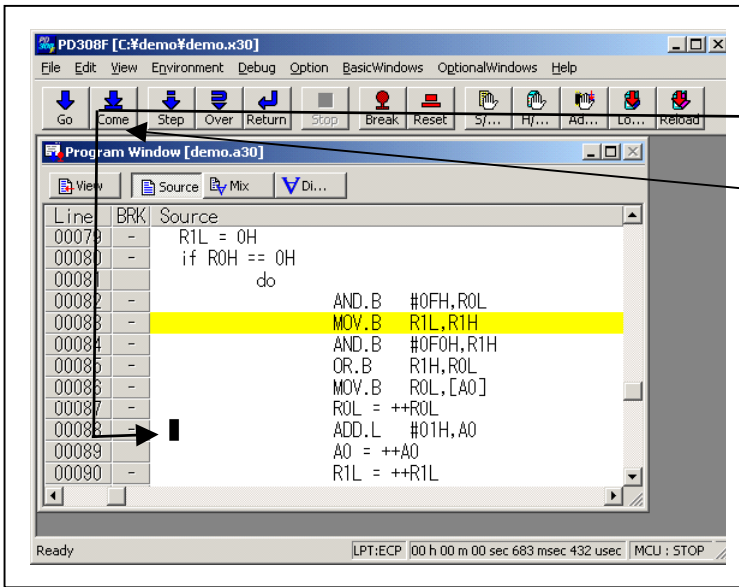 PD308F [C:¥demo¥demo.x30]
File Edit View Environment Debug Option BasicWindows OptionalWindows Help
Go Come Step Over Return Stop Break Reset S/... H/... Ad... Lo... Reload
Program Window [demo.a30]
View Source Mix Di...
Line BRK Source
00079 - R1L = 0H
00080 - if R0H == 0H
00081 do
00082 - AND.B #0FH,R0L
00083 - MOV.B R1L,R1H
00084 - AND.B #0F0H,R1H
00085 - OR.B R1H,R0L
00086 - MOV.B R0L,[A0]
00087 - R0L = ++R0L
00088 - ADD.L #01H,A0
00089 A0 = ++A0
00090 - R1L = ++R1L
Ready LPT:ECP 00 h 00 m 00 sec 683 msec 432 usec MCU : STOP